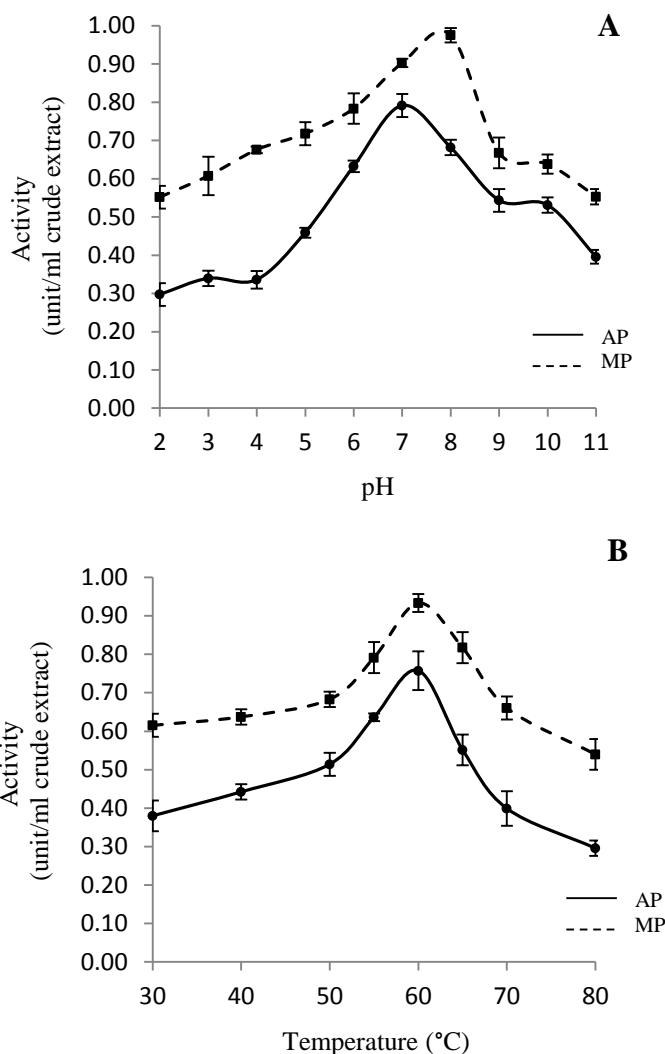 A
1.00
0.90
0.80
0.70
0.60
0.50
0.40
0.30
0.20
0.10
0.00
Activity
(unit/ml crude extract)
AP
MP
2 3 4 5 6 7 8 9 10 11
pH
B
1.00
0.90
0.80
0.70
0.60
0.50
0.40
0.30
0.20
0.10
0.00
Activity
(unit/ml crude extract)
AP
MP
30 40 50 60 70 80
Temperature (°C)